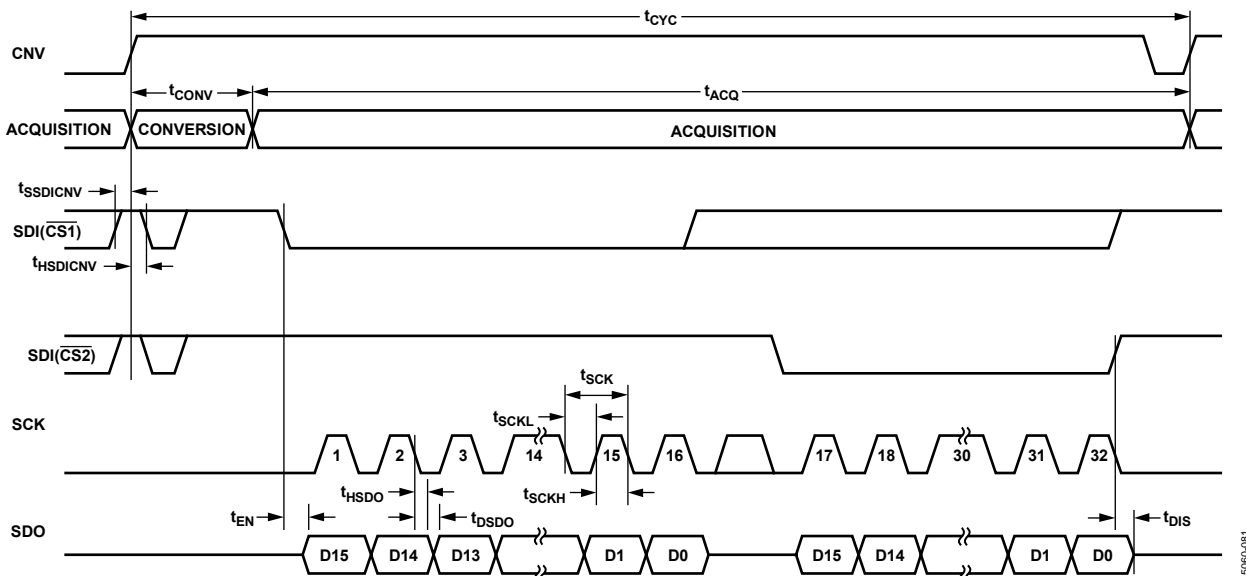 tCYC
CNV
tCONV
tACQ
ACQUISITION CONVERSION ACQUISITION
tSSDICNV
SDI(CS1)
tHSDICNV
SDI(CS2)
tSCK
SCK
tSCKL
1 2 3 14 15 16 17 18 30 31 32
tHSDO
tSCKH
tEN
tDSDO
tDIS
SDO
D15 D14 D13 D1 D0 D15 D14 D1 D0